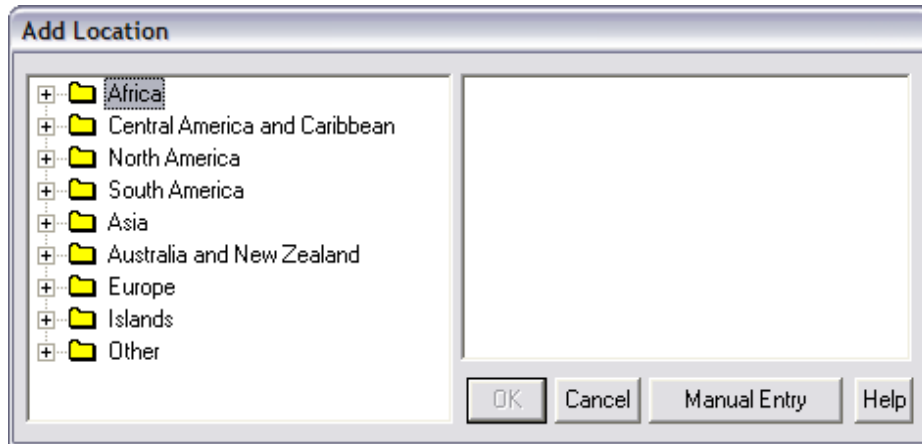 Add Location
Africa
Central America and Caribbean
North America
South America
Asia
Australia and New Zealand
Europe
Islands
Other
OK Cancel Manual Entry Help